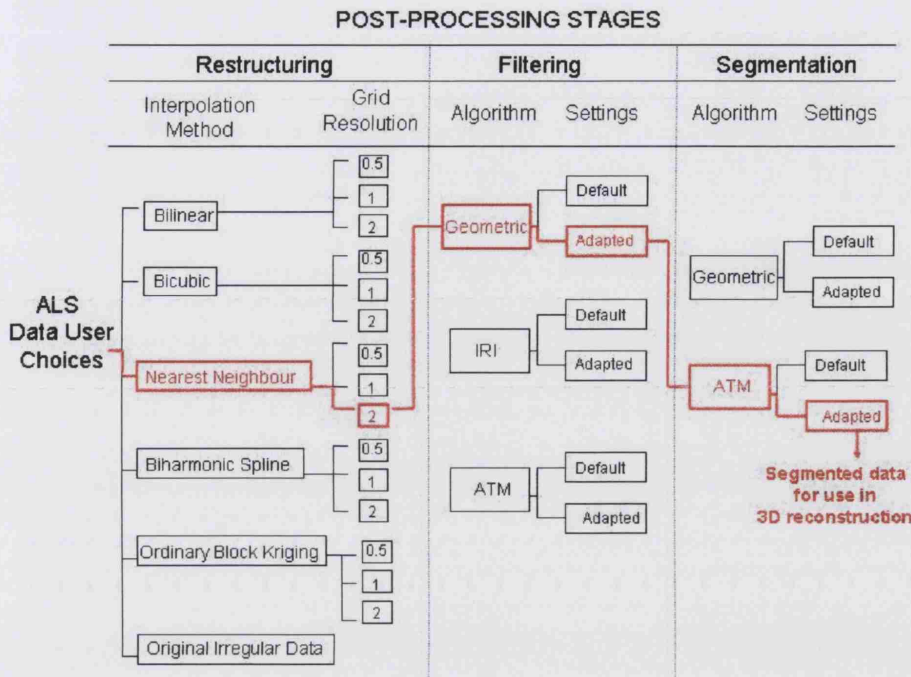 POST-PROCESSING STAGES
Restructuring
Filtering
Segmentation
Interpolation
Method
Grid
Resolution
Algorithm
Settings
Algorithm
Settings
ALS
Data User
Choices
Bilinear
0.5
1
2
Bicubic
0.5
1
2
Nearest Neighbour
0.5
1
2
Biharmonic Spline
0.5
1
2
Ordinary Block Kriging
0.5
1
2
Original Irregular Data
Geometric
Default
Adapted
IRI
Default
Adapted
ATM
Default
Adapted
Geometric
Default
Adapted
ATM
Default
Adapted
Segmented data
for use in
3D reconstruction